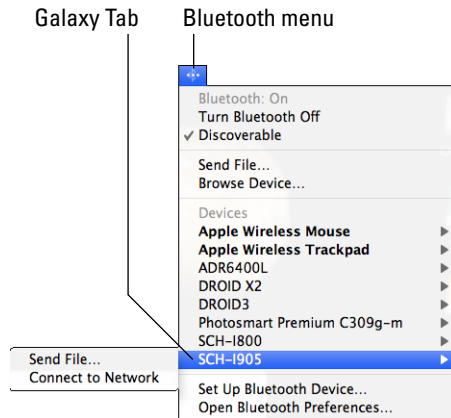 Galaxy Tab Bluetooth menu
Bluetooth: On
Turn Bluetooth Off
Discoverable
Send File...
Browse Device...
Devices
Apple Wireless Mouse
Apple Wireless Trackpad
ADR6400L
DROID X2
DROID3
Photosmart Premium C309g-m
SCH-I800
SCH-I905
Send File...
Connect to Network
Set Up Bluetooth Device...
Open Bluetooth Preferences...